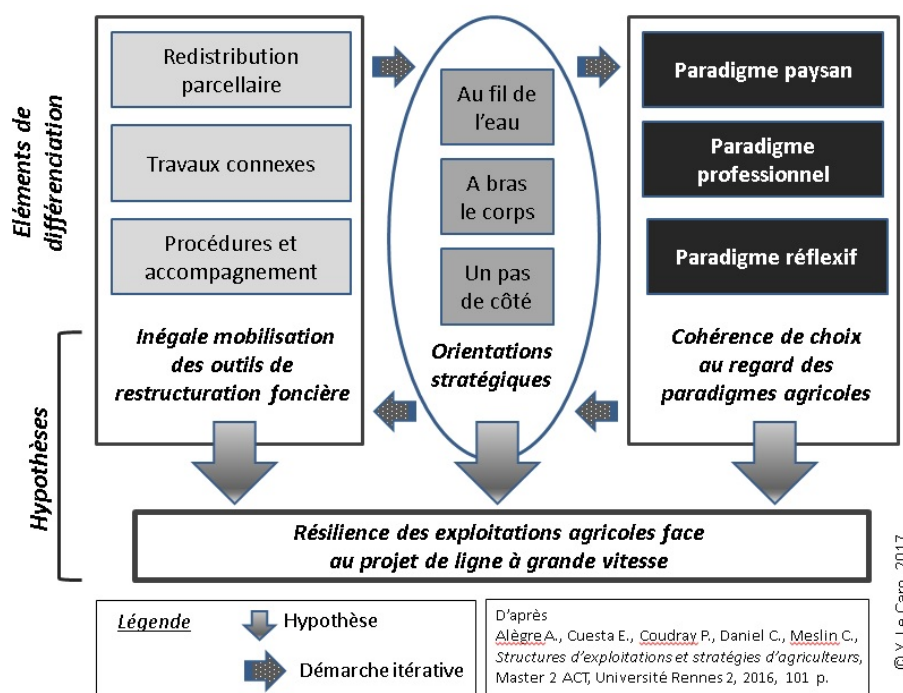 Eléments de
différenciation
Redistribution
parcellaire
Travaux connexes
Procédures et
accompagnement
Au fil de
l'eau
A bras
le corps
Un pas
de côté
Paradigme paysan
Paradigme
professionnel
Paradigme réflexif
Hypothèses
Inégale mobilisation
des outils de
restructuration foncière
Orientations
stratégiques
Cohérence de choix
au regard des
paradigmes agricoles
Résilience des exploitations agricoles face
au projet de ligne à grande vitesse
Légende
Hypothèse
Démarche itérative
D'après
Alègre A., Cuesta E., Coudray P., Daniel C., Meslin C.,
Structures d'exploitations et stratégies d'agriculteurs,
Master 2 ACT, Université Rennes 2, 2016, 101 p.
© Y. Le Caro, 2017